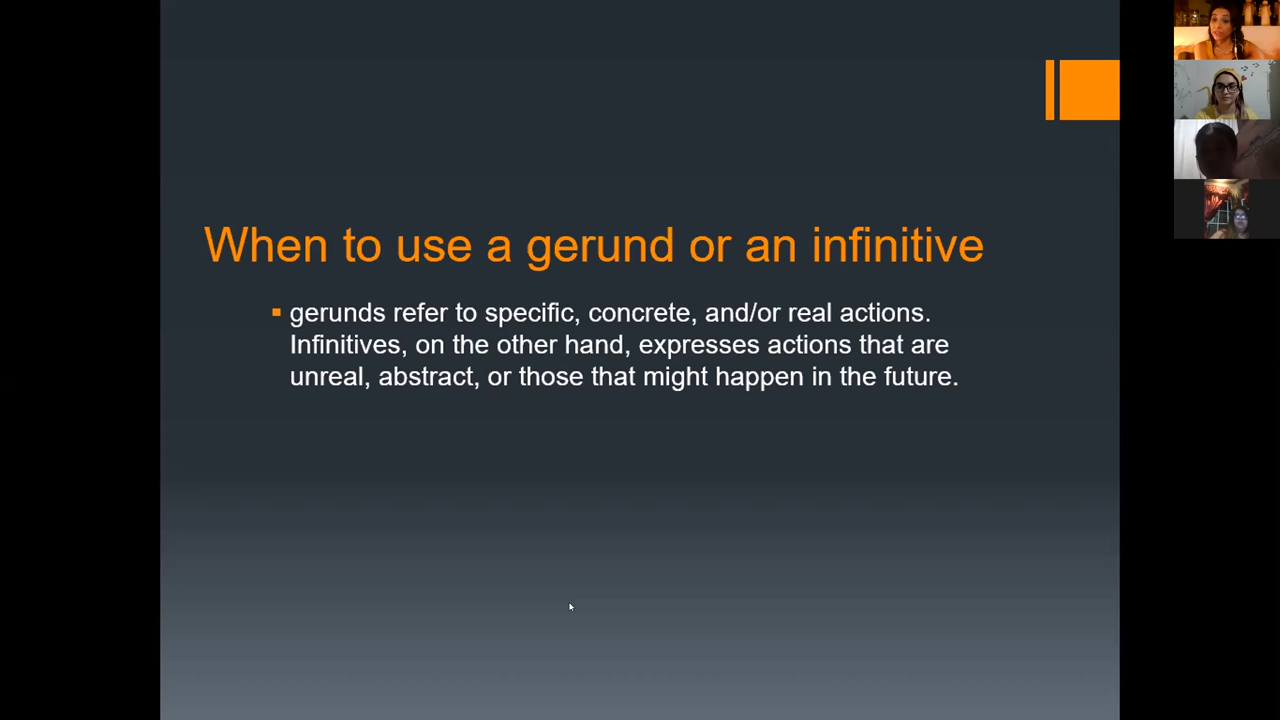 When to use a gerund or an infinitive
gerunds refer to specific, concrete, and/or real actions.
Infinitives, on the other hand, expresses actions that are
unreal, abstract, or those that might happen in the future.